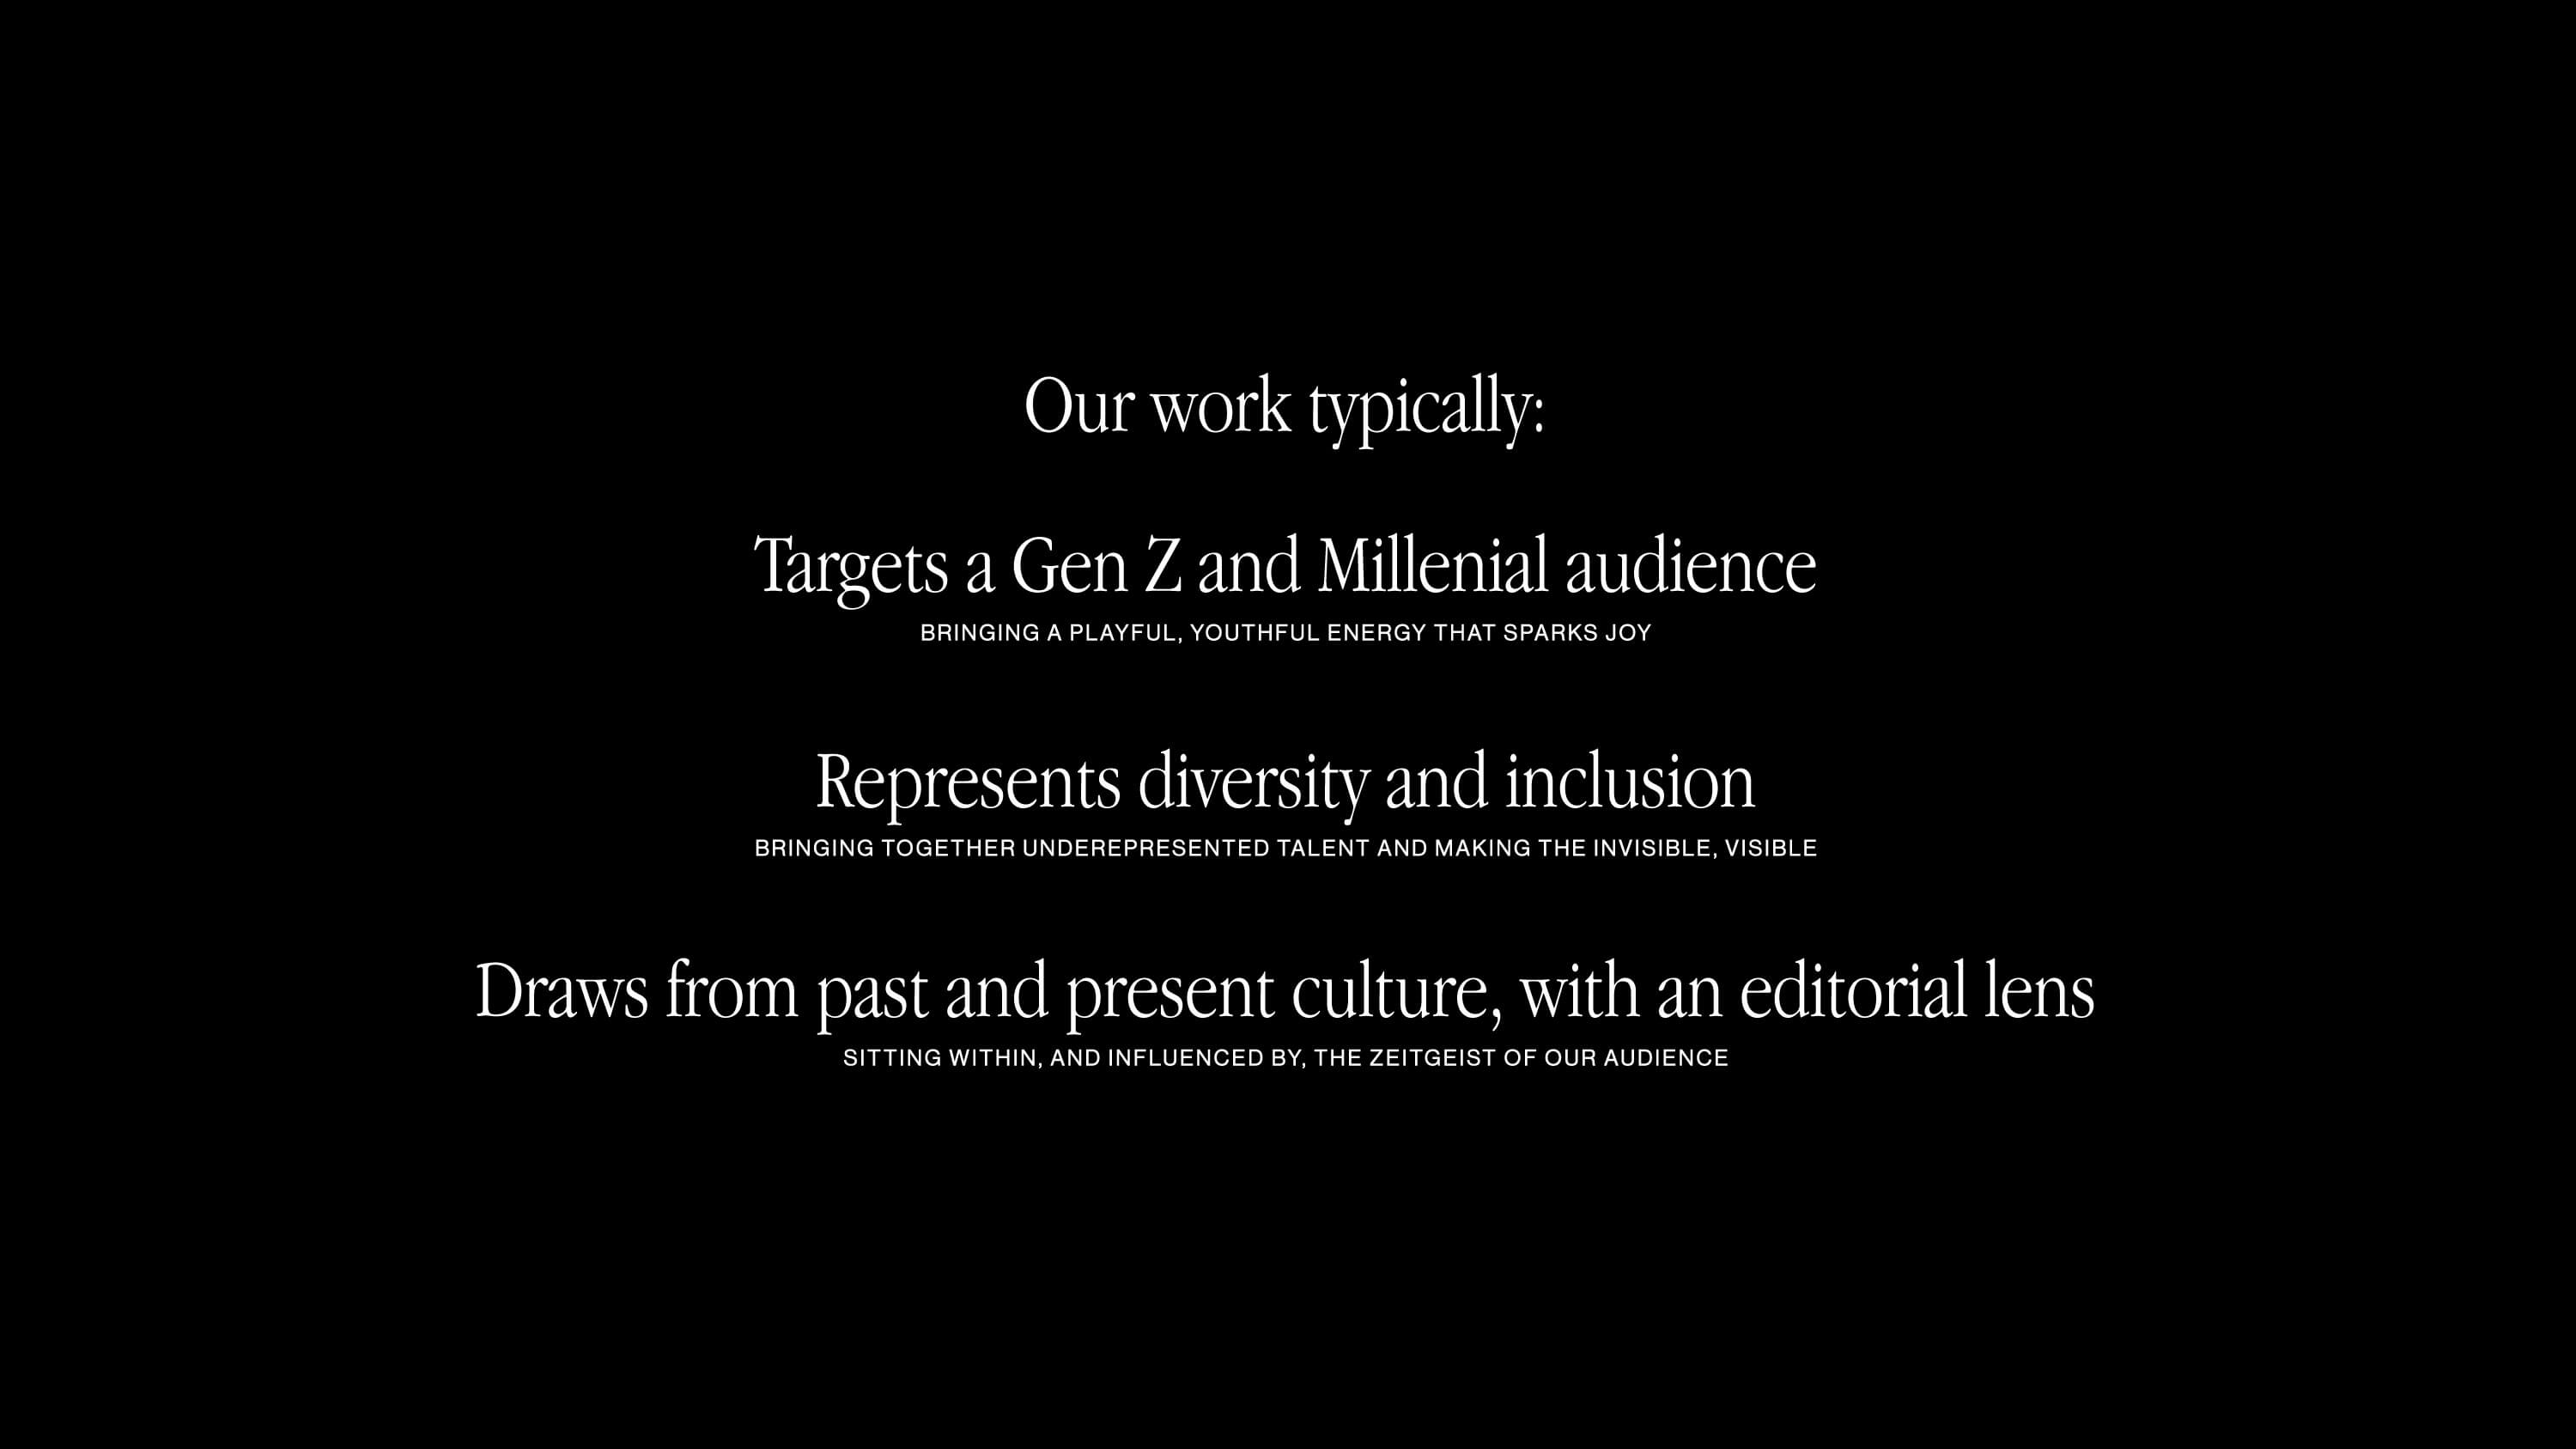 Our work typically:
Targets a Gen Z and Millenial audience
BRINGING A PLAYFUL, YOUTHFUL ENERGY THAT SPARKS JOY
Represents diversity and inclusion
BRINGING TOGETHER UNDEREPRESENTED TALENT AND MAKING THE INVISIBLE, VISIBLE
Draws from past and present culture, with an editorial lens
SITTING WITHIN, AND INFLUENCED BY, THE ZEITGEIST OF OUR AUDIENCE